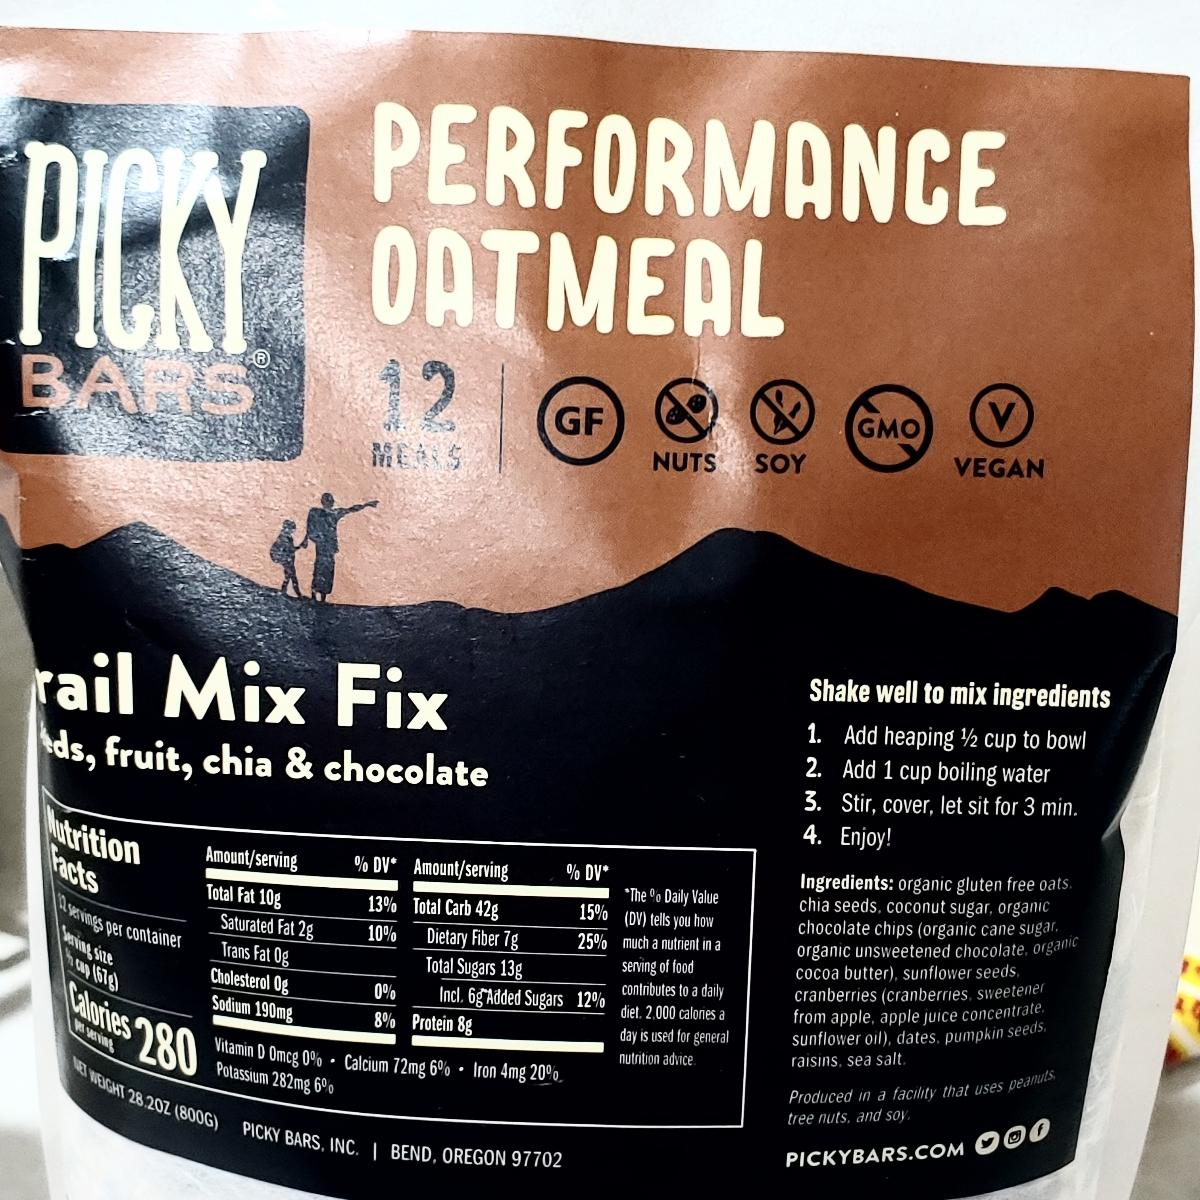 PICKY
BARS®
PERFORMANCE
OATMEAL
12
MEALS
GF
NUTS
SOY
GMO
V
VEGAN
rail Mix Fix
eds, fruit, chia & chocolate
Shake well to mix ingredients
1. Add heaping ½ cup to bowl
2. Add 1 cup boiling water
3. Stir, cover, let sit for 3 min.
4. Enjoy!
Nutrition
Facts
12 servings per container
Serving size
½ cup (67g)
Calories 280
per serving
Amount/serving % DV*
Total Fat 10g 13%
Saturated Fat 2g 10%
Trans Fat 0g
Cholesterol 0g 0%
Sodium 190mg 8%
Amount/serving % DV*
Total Carb 42g 15%
Dietary Fiber 7g 25%
Total Sugars 13g
Incl. 6g Added Sugars 12%
Protein 8g
Vitamin D 0mcg 0% • Calcium 72mg 6% • Iron 4mg 20%
Potassium 282mg 6%
*The % Daily Value
(DV) tells you how
much a nutrient in a
serving of food
contributes to a daily
diet. 2,000 calories a
day is used for general
nutrition advice.
Ingredients: organic gluten free oats,
chia seeds, coconut sugar, organic
chocolate chips (organic cane sugar,
organic unsweetened chocolate, organic
cocoa butter), sunflower seeds,
cranberries (cranberries, sweetener
from apple, apple juice concentrate,
sunflower oil), dates, pumpkin seeds,
raisins, sea salt.
Produced in a facility that uses peanuts,
tree nuts, and soy.
NET WEIGHT 28.2OZ (800G)
PICKY BARS, INC. | BEND, OREGON 97702
PICKYBARS.COM